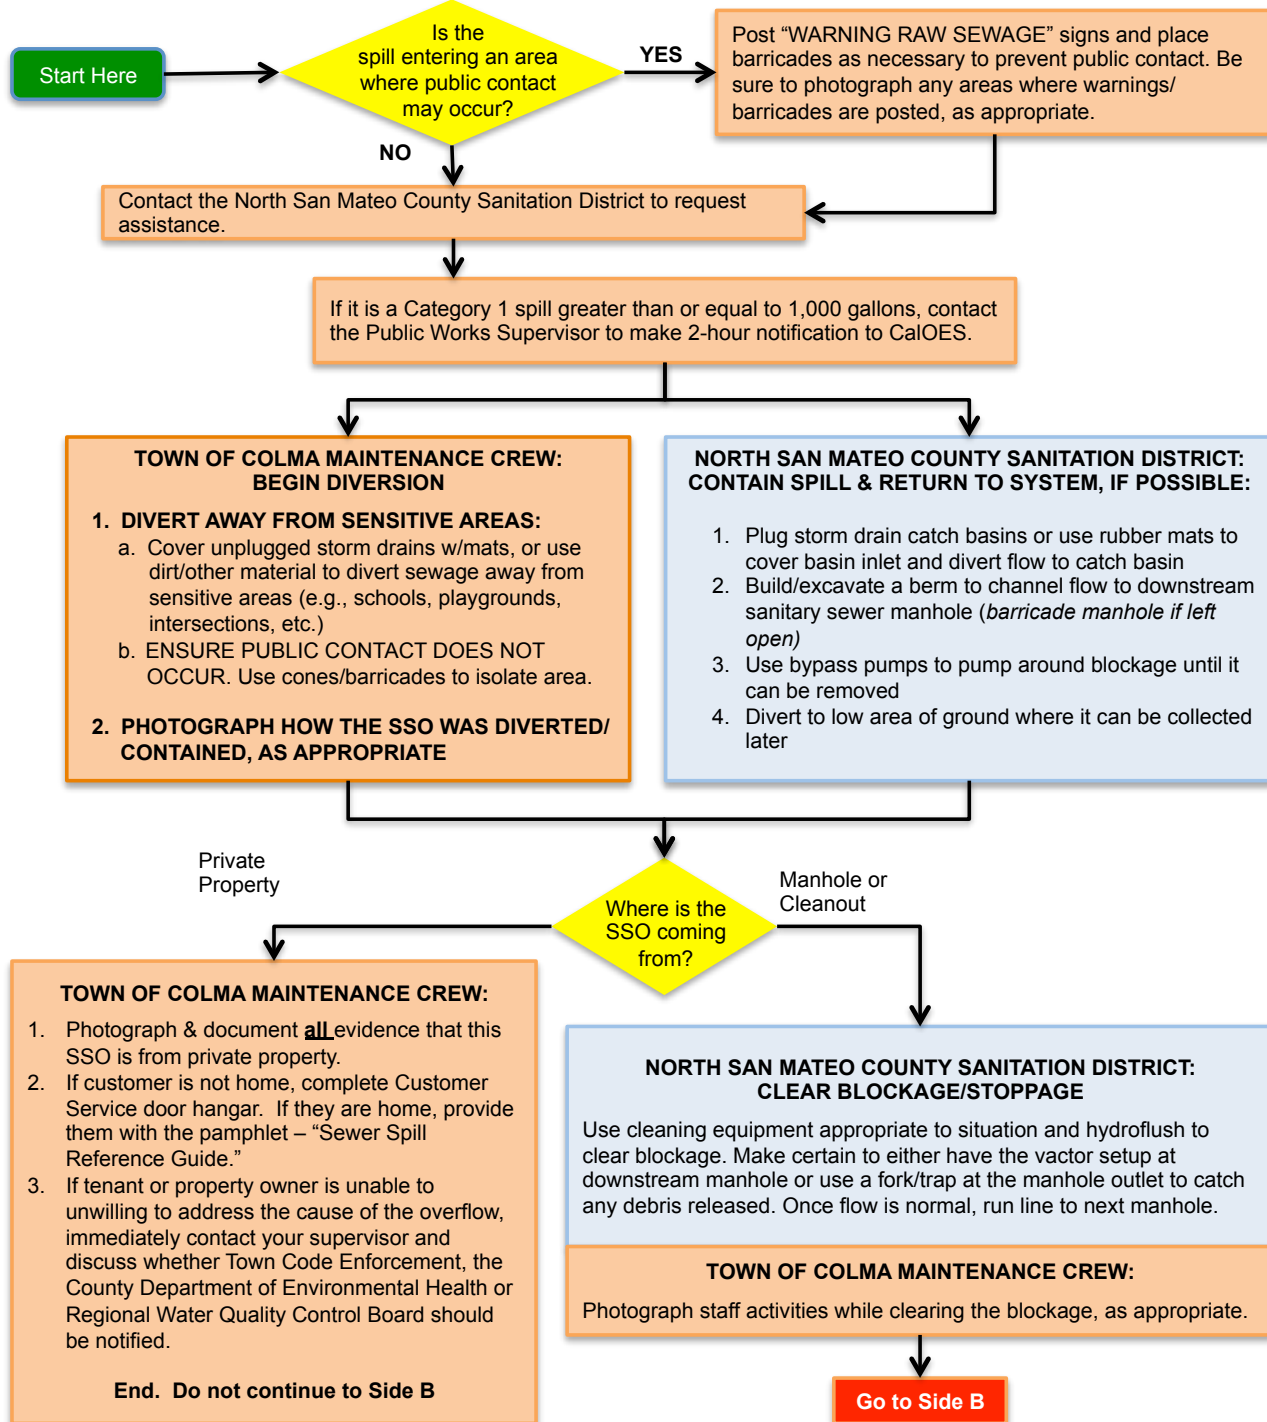 Start Here
Is the
spill entering an area
where public contact
may occur?
YES
Post “WARNING RAW SEWAGE” signs and place
barricades as necessary to prevent public contact. Be
sure to photograph any areas where warnings/
barricades are posted, as appropriate.
NO
Contact the North San Mateo County Sanitation District to request
assistance.
If it is a Category 1 spill greater than or equal to 1,000 gallons, contact
the Public Works Supervisor to make 2-hour notification to CalOES.
TOWN OF COLMA MAINTENANCE CREW:
BEGIN DIVERSION
1. DIVERT AWAY FROM SENSITIVE AREAS:
a. Cover unplugged storm drains w/mats, or use
dirt/other material to divert sewage away from
sensitive areas (e.g., schools, playgrounds,
intersections, etc.)
b. ENSURE PUBLIC CONTACT DOES NOT
OCCUR. Use cones/barricades to isolate area.
2. PHOTOGRAPH HOW THE SSO WAS DIVERTED/
CONTAINED, AS APPROPRIATE
NORTH SAN MATEO COUNTY SANITATION DISTRICT:
CONTAIN SPILL & RETURN TO SYSTEM, IF POSSIBLE:
1. Plug storm drain catch basins or use rubber mats to
cover basin inlet and divert flow to catch basin
2. Build/excavate a berm to channel flow to downstream
sanitary sewer manhole (barricade manhole if left
open)
3. Use bypass pumps to pump around blockage until it
can be removed
4. Divert to low area of ground where it can be collected
later
Private
Property
Where is the
SSO coming
from?
Manhole or
Cleanout
TOWN OF COLMA MAINTENANCE CREW:
1. Photograph & document all evidence that this
SSO is from private property.
2. If customer is not home, complete Customer
Service door hangar. If they are home, provide
them with the pamphlet – “Sewer Spill
Reference Guide.”
3. If tenant or property owner is unable to
unwilling to address the cause of the overflow,
immediately contact your supervisor and
discuss whether Town Code Enforcement, the
County Department of Environmental Health or
Regional Water Quality Control Board should
be notified.
End. Do not continue to Side B
NORTH SAN MATEO COUNTY SANITATION DISTRICT:
CLEAR BLOCKAGE/STOPPAGE
Use cleaning equipment appropriate to situation and hydroflush to
clear blockage. Make certain to either have the vactor setup at
downstream manhole or use a fork/trap at the manhole outlet to catch
any debris released. Once flow is normal, run line to next manhole.
TOWN OF COLMA MAINTENANCE CREW:
Photograph staff activities while clearing the blockage, as appropriate.
Go to Side B